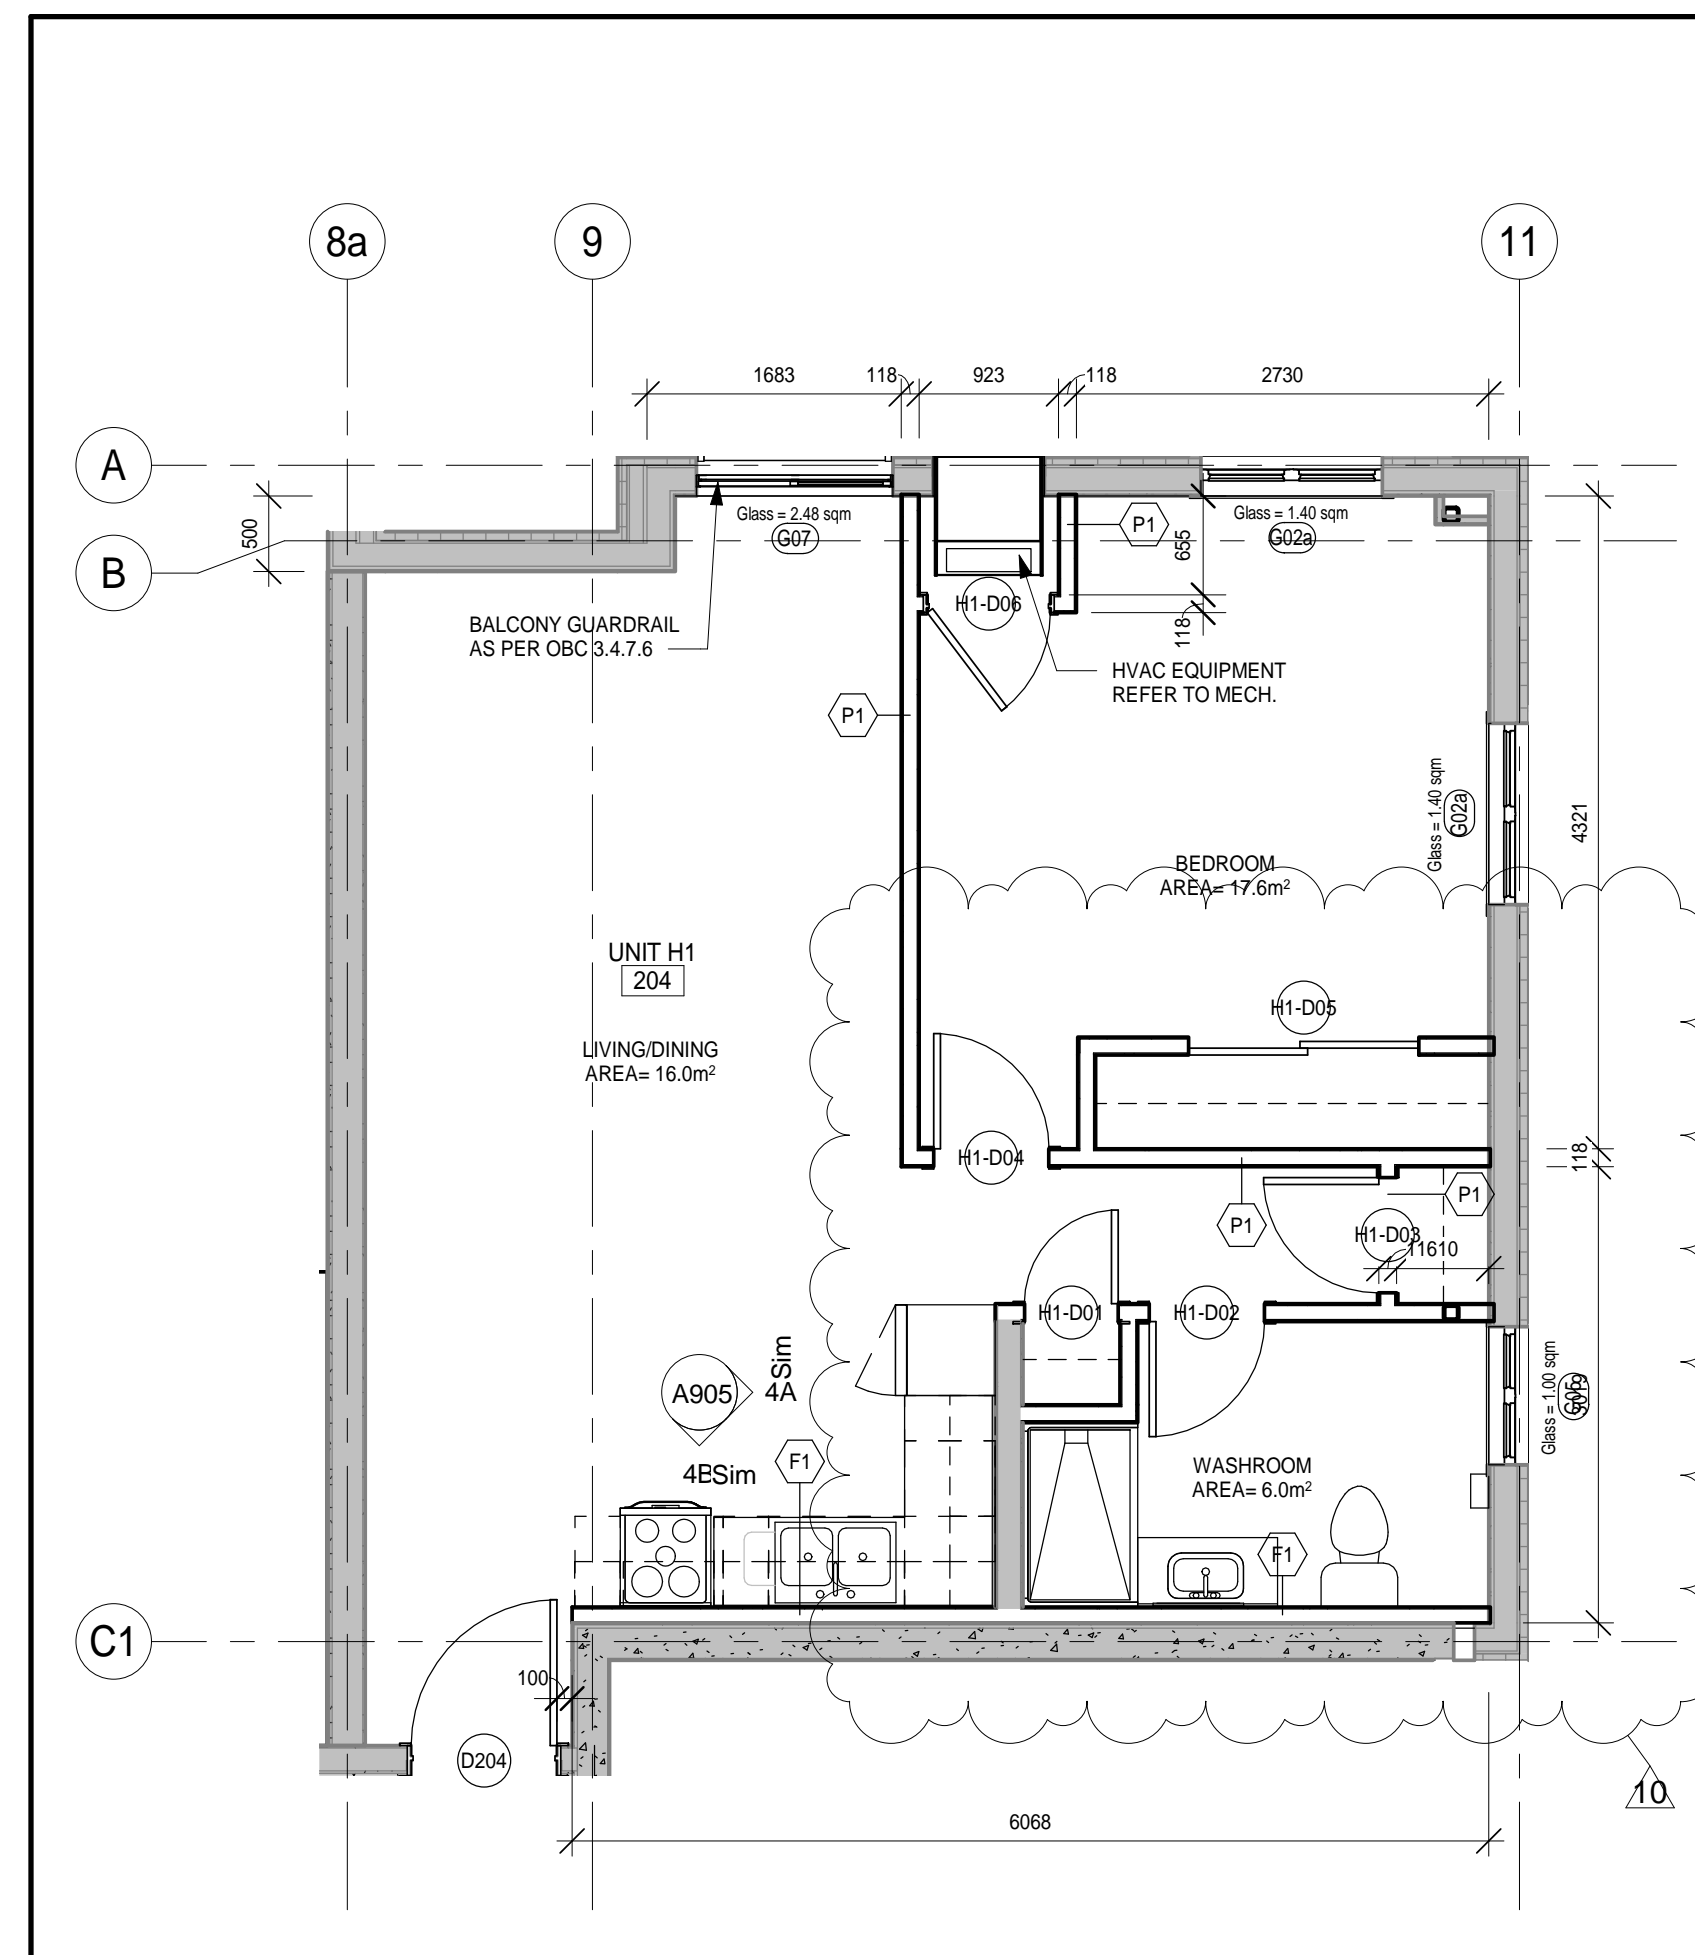 8a
9
11
1683
118
923
118
2730
A
500
B
Glass = 2.48 sqm
G07
P1
655
Glass = 1.40 sqm
G02a
H1-D06
118
BALCONY GUARDRAIL
AS PER OBC 3.4.7.6
HVAC EQUIPMENT
REFER TO MECH.
P1
Glass = 1.40 sqm
G02a
4321
BEDROOM
AREA= 17.6m²
UNIT H1
204
H1-D05
LIVING/DINING
AREA= 16.0m²
H1-D04
118
P1
P1
H1-D03
11610
H1-D01
H1-D02
A905
4A
Sim
4B
Sim
F1
Glass = 1.00 sqm
WASHROOM
AREA= 6.0m²
F1
C1
100
D204
10
6068